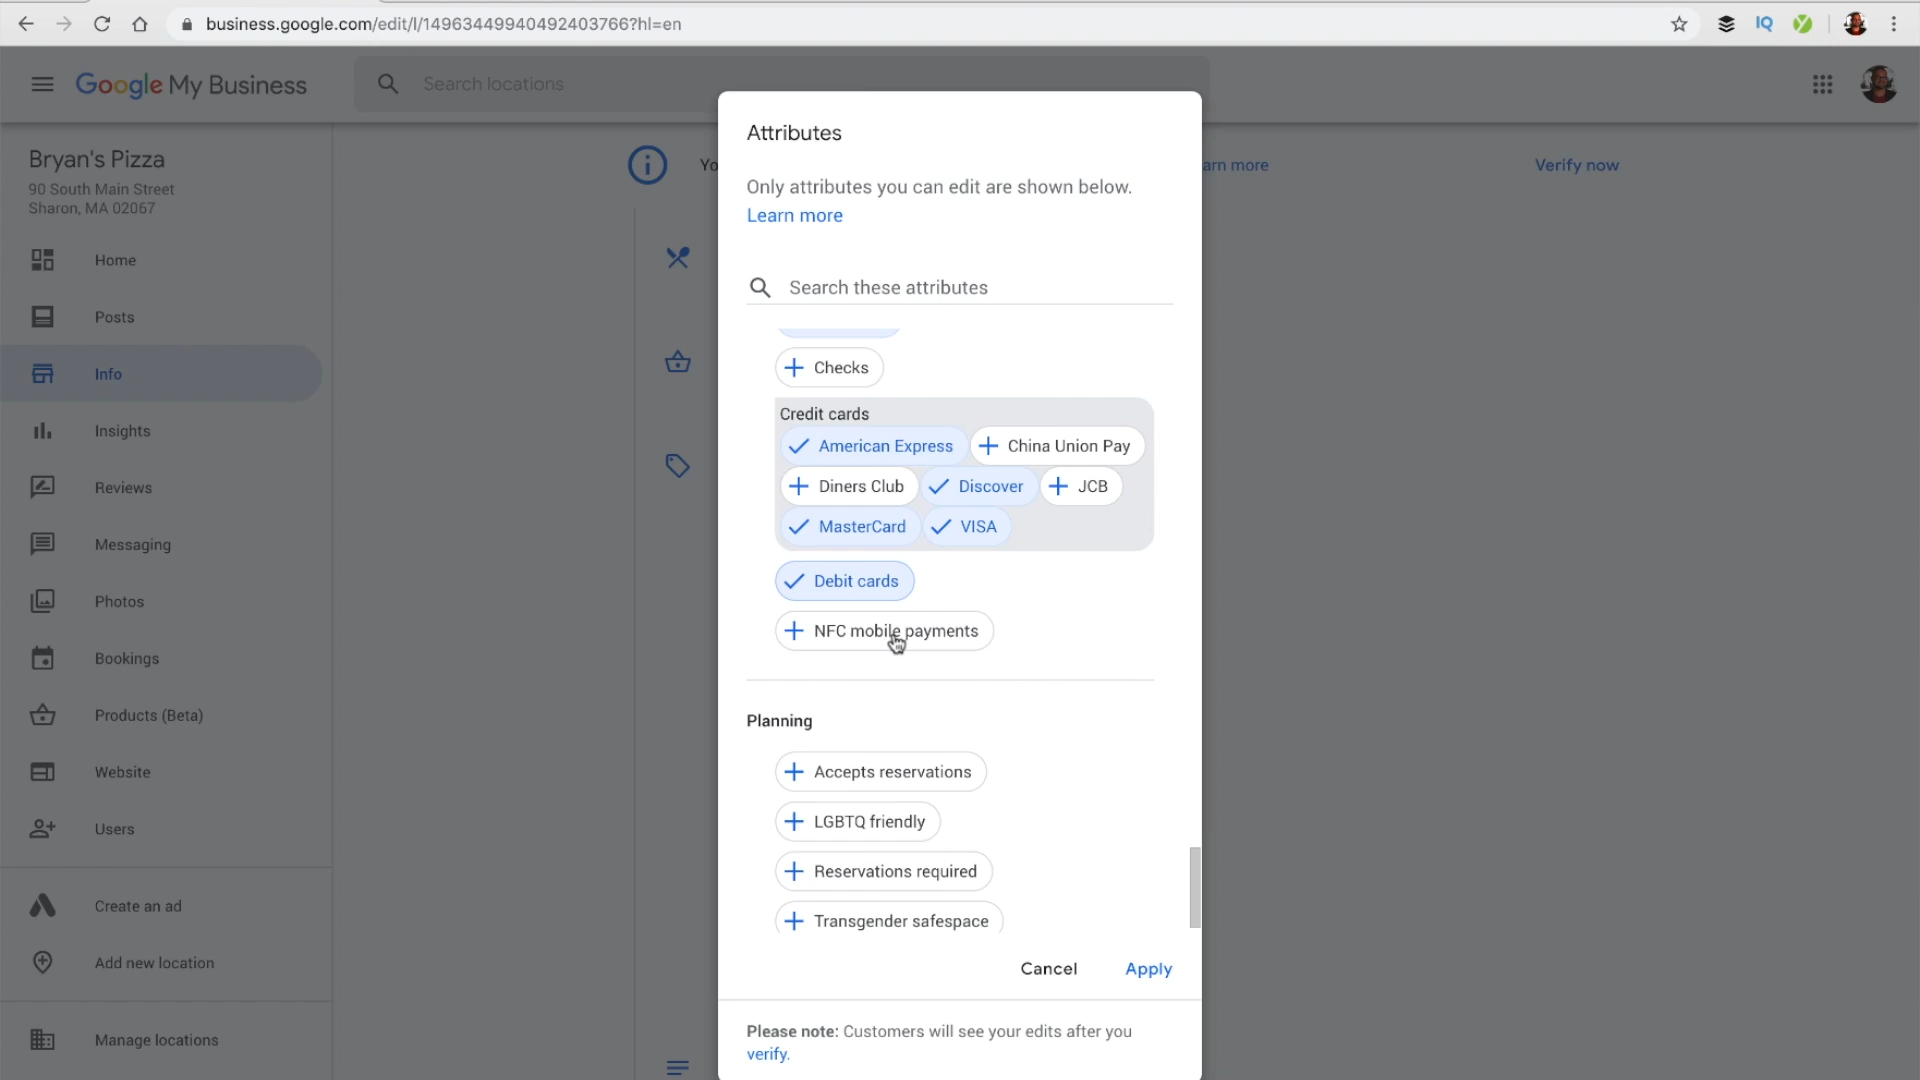 business.google.com/edit/l/14963449940492403766?hl=en
IQ
Google My Business
Search locations
Bryan's Pizza
90 South Main Street
Sharon, MA 02067
Home
Posts
Info
Insights
Reviews
Messaging
Photos
Bookings
Products (Beta)
Website
Users
Create an ad
Add new location
Manage locations
Verify now
Attributes
Only attributes you can edit are shown below.
Learn more
Search these attributes
Checks
Credit cards
American Express China Union Pay
Diners Club Discover JCB
MasterCard VISA
Debit cards
NFC mobile payments
Planning
Accepts reservations
LGBTQ friendly
Reservations required
Transgender safespace
Cancel Apply
Please note: Customers will see your edits after you
verify.